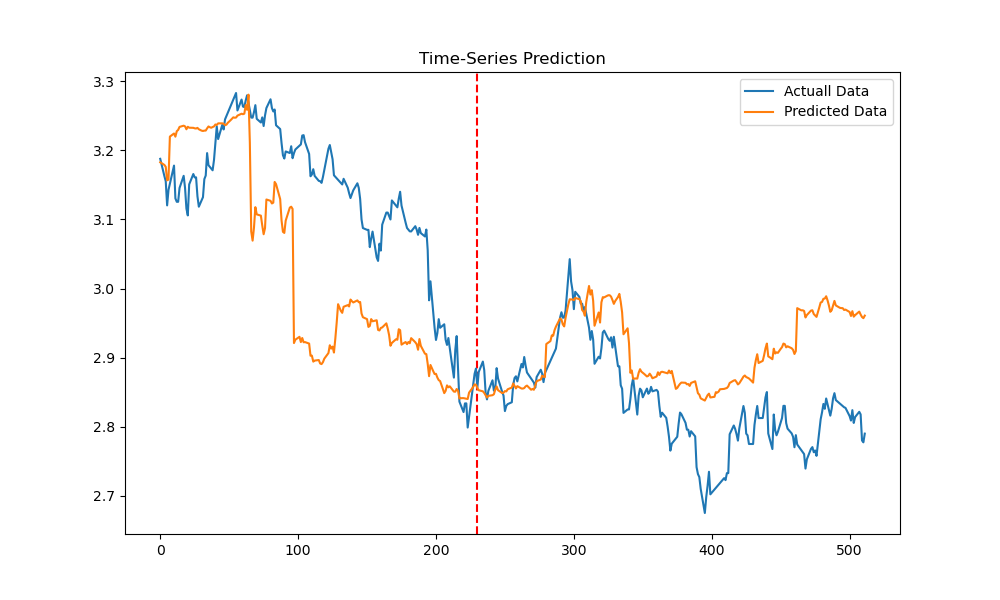 Time-Series Prediction
Actuall Data
Predicted Data
3.3
3.2
3.1
3.0
2.9
2.8
2.7
0 100 200 300 400 500